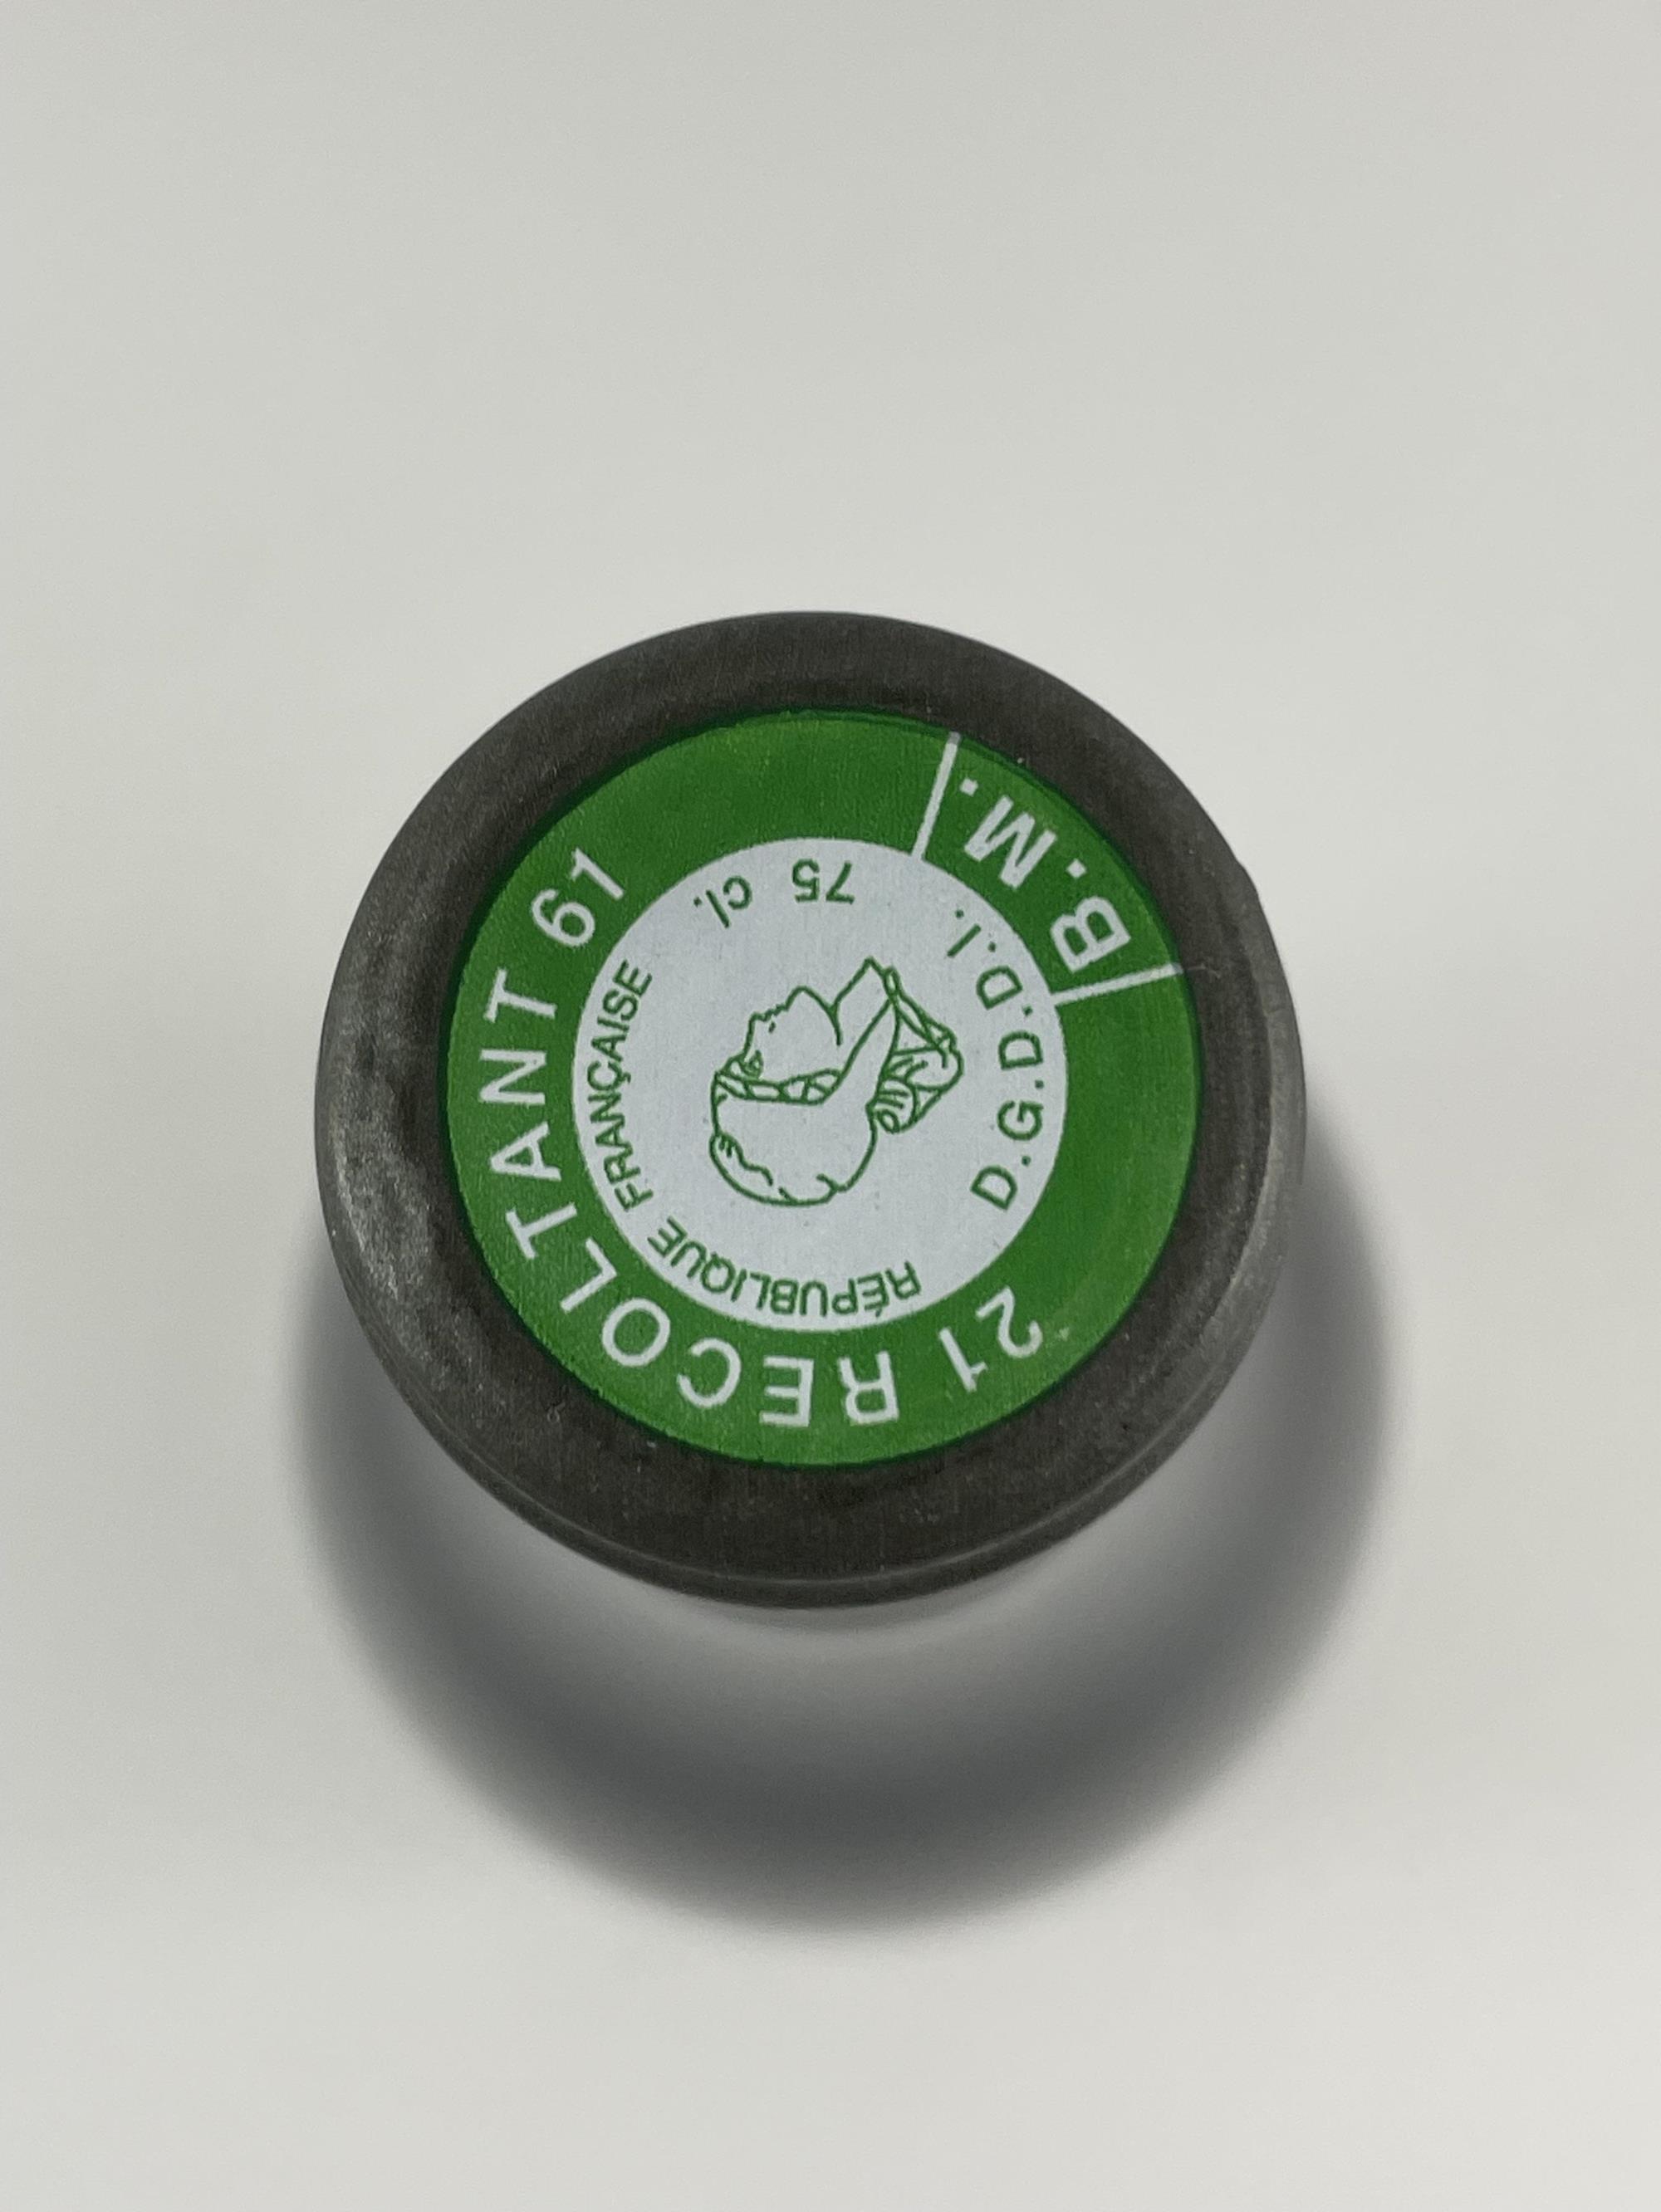 21 RECOLTANT 61
B.M.
RÉPUBLIQUE FRANÇAISE
D.G.D.D.I. 75 cl.